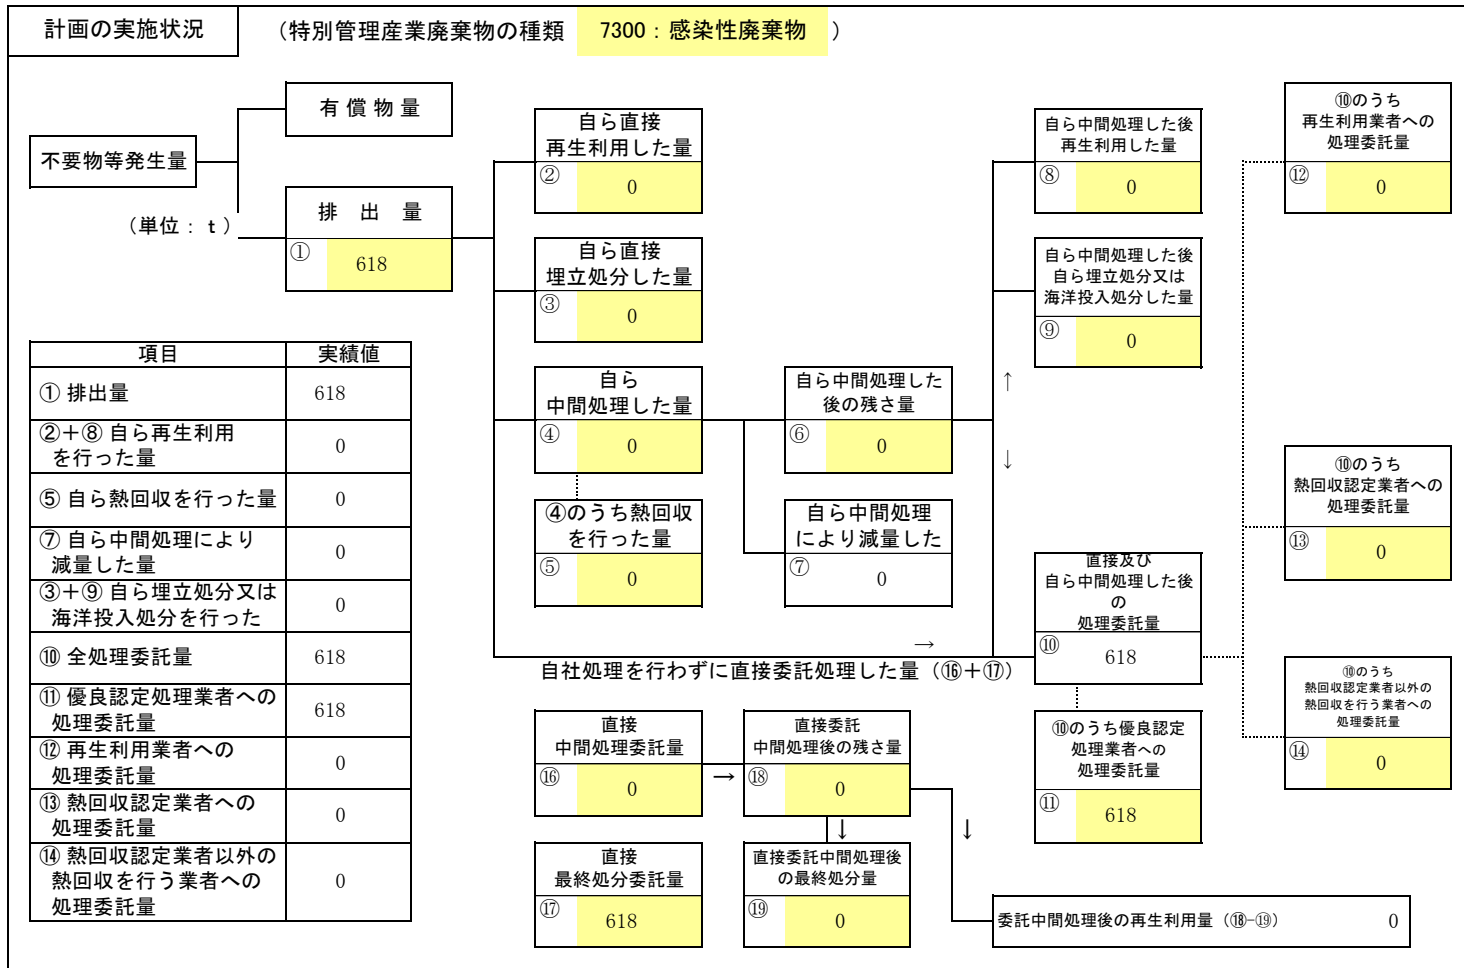 計画の実施状況
（特別管理産業廃棄物の種類 7300：感染性廃棄物 ）
不要物等発生量
有 償 物 量
（単位：ｔ）
排 出 量
① 618
自ら直接
再生利用した量
② 0
自ら直接
埋立処分した量
③ 0
自ら
中間処理した量
④ 0
④のうち熱回収
を行った量
⑤ 0
自ら中間処理した
後の残さ量
⑥ 0
自ら中間処理
により減量した
⑦ 0
自ら中間処理した後
再生利用した量
⑧ 0
自ら中間処理した後
自ら埋立処分又は
海洋投入処分した量
⑨ 0
↑
↓
直接及び
自ら中間処理した後
の
処理委託量
⑩ 618
⑩のうち優良認定
処理業者への
処理委託量
⑪ 618
⑩のうち
再生利用業者への
処理委託量
⑫ 0
⑩のうち
熱回収認定業者への
処理委託量
⑬ 0
⑩のうち
熱回収認定業者以外の
熱回収を行う業者への
処理委託量
⑭ 0
→
自社処理を行わずに直接委託処理した量（⑯＋⑰）
直接
中間処理委託量
⑯ 0
→
直接委託
中間処理後の残さ量
⑱ 0
↓
↓
直接
最終処分委託量
⑰ 618
直接委託中間処理後
の最終処分量
⑲ 0
委託中間処理後の再生利用量（⑱-⑲） 0
項目 実績値
① 排出量 618
②＋⑧ 自ら再生利用
を行った量 0
⑤ 自ら熱回収を行った量 0
⑦ 自ら中間処理により
減量した量 0
③＋⑨ 自ら埋立処分又は
海洋投入処分を行った 0
⑩ 全処理委託量 618
⑪ 優良認定処理業者への
処理委託量 618
⑫ 再生利用業者への
処理委託量 0
⑬ 熱回収認定業者への
処理委託量 0
⑭ 熱回収認定業者以外の
熱回収を行う業者への
処理委託量 0